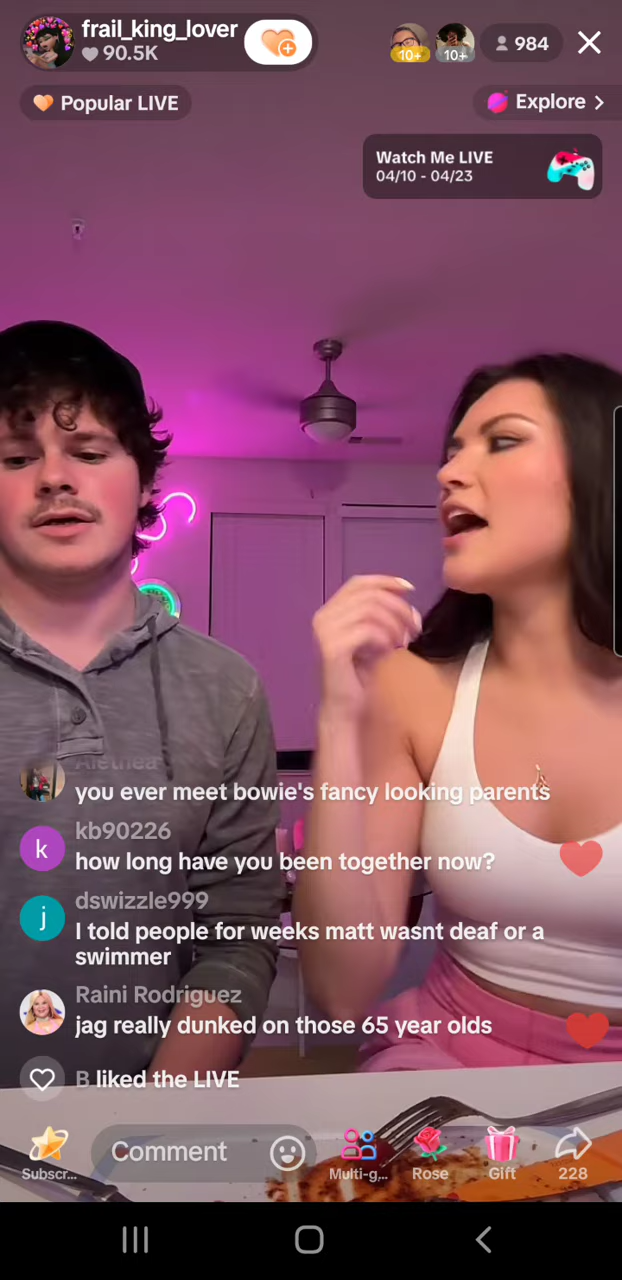 frail_king_lover
90.5K
10+
10+
984
Popular LIVE
Explore
Watch Me LIVE
04/10 - 04/23
Alethea
you ever meet bowie's fancy looking parents
k
kb90226
how long have you been together now?
j
dswizzle999
I told people for weeks matt wasnt deaf or a
swimmer
Raini Rodriguez
jag really dunked on those 65 year olds
B liked the LIVE
Comment
Subscr...
Multi-g...
Rose
Gift
228